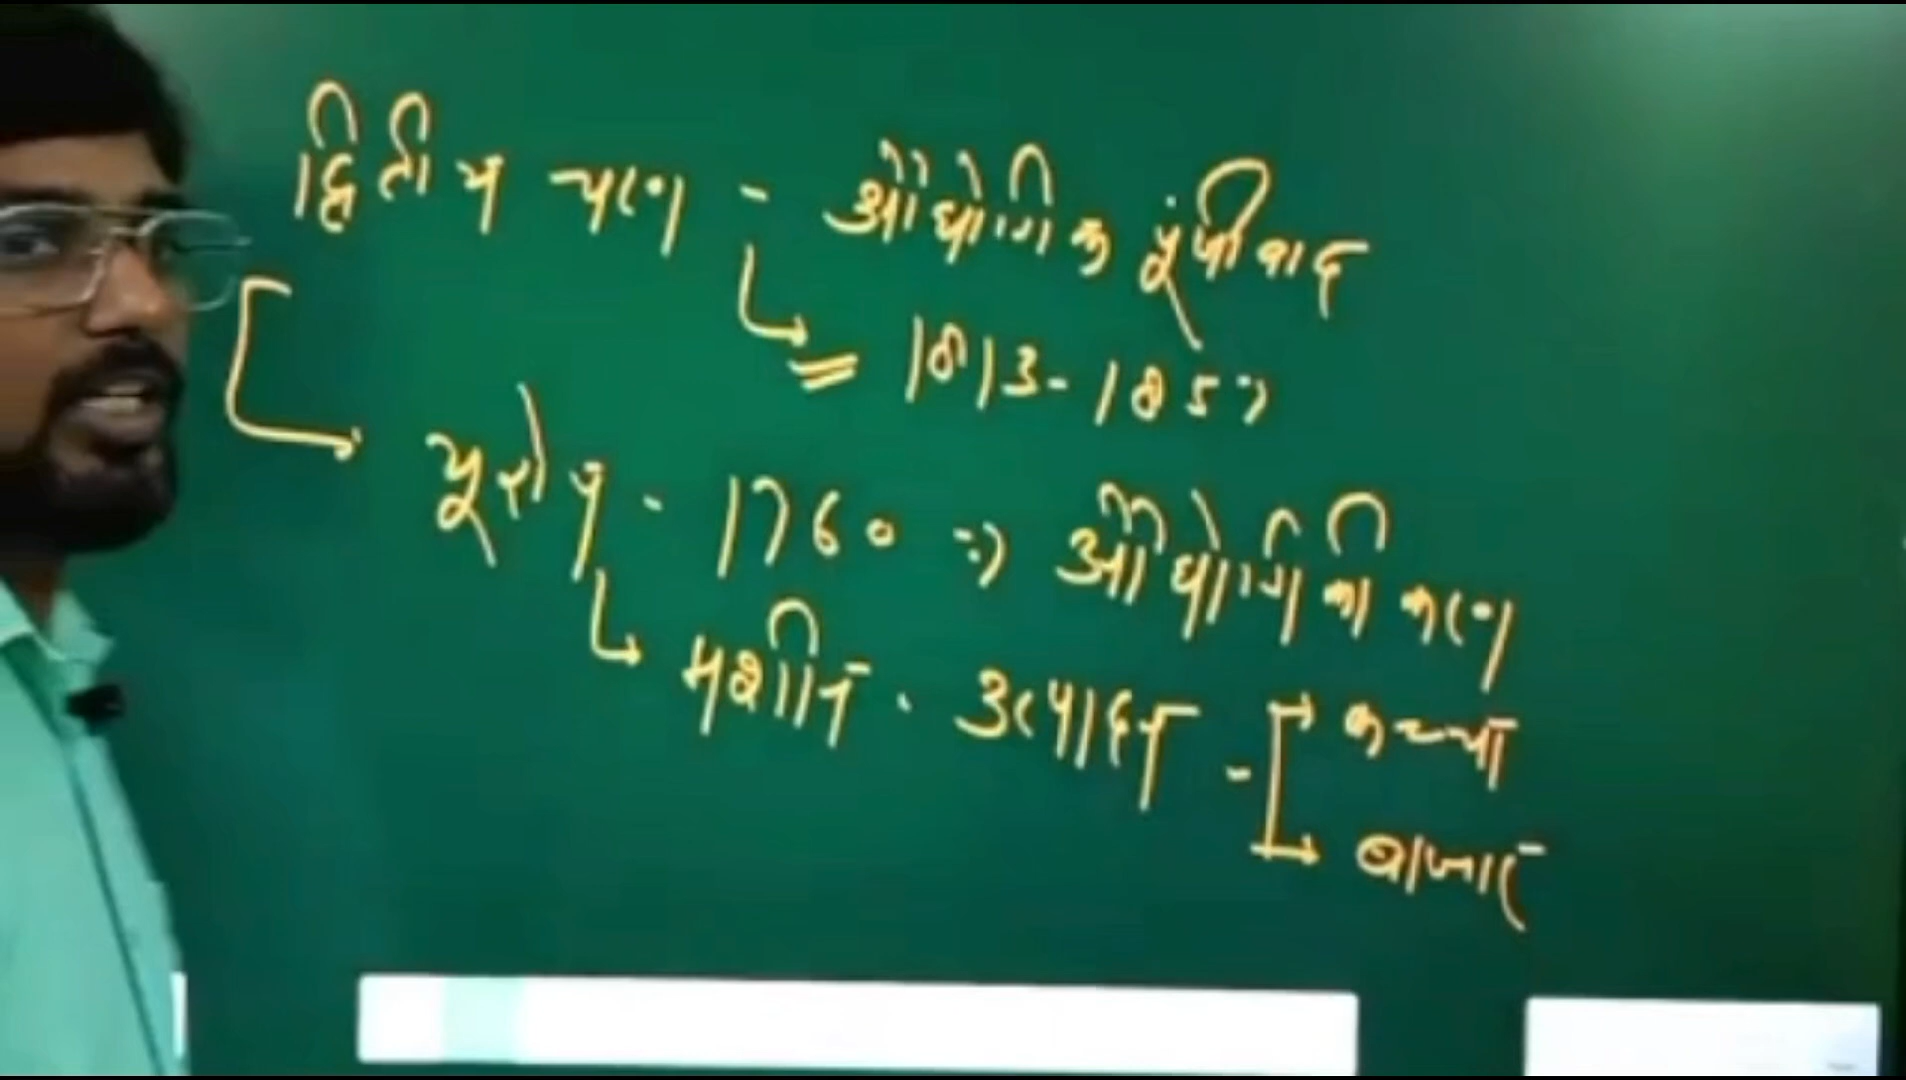 द्वितीय चरण - औद्योगिक पूंजीवाद
1813-1857
यूरोप - 1760 => औद्योगिकीकरण
मशीन - उत्पादन - कच्चा
बाजार